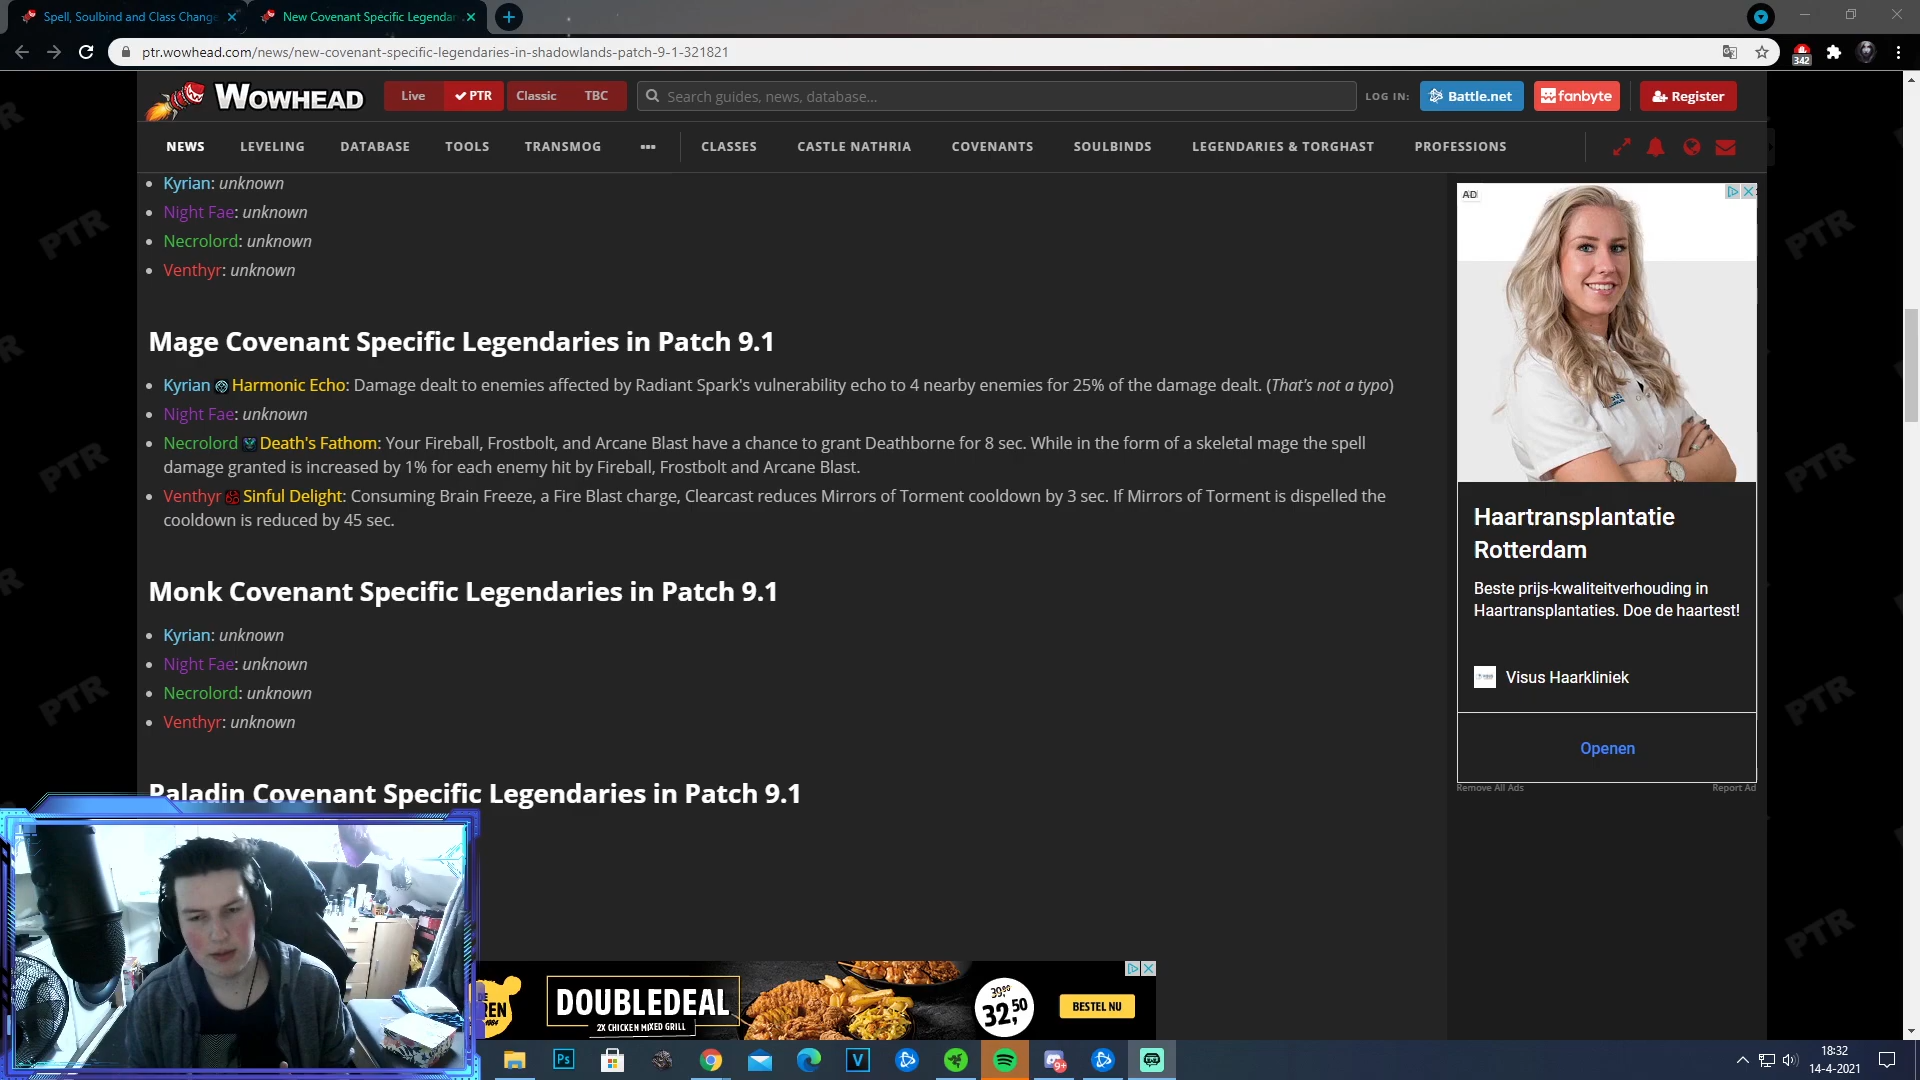 Spell, Soulbind and Class Change
New Covenant Specific Legendar
ptr.wowhead.com/news/new-covenant-specific-legendaries-in-shadowlands-patch-9-1-321821
342
WOWHEAD
Live PTR Classic TBC
Search guides, news, database...
LOG IN: Battle.net fanbyte Register
NEWS LEVELING DATABASE TOOLS TRANSMOG ••• CLASSES CASTLE NATHRIA COVENANTS SOULBINDS LEGENDARIES & TORGHAST PROFESSIONS
• Kyrian: unknown
• Night Fae: unknown
• Necrolord: unknown
• Venthyr: unknown
Mage Covenant Specific Legendaries in Patch 9.1
• Kyrian Harmonic Echo: Damage dealt to enemies affected by Radiant Spark's vulnerability echo to 4 nearby enemies for 25% of the damage dealt. (That's not a typo)
• Night Fae: unknown
• Necrolord Death's Fathom: Your Fireball, Frostbolt, and Arcane Blast have a chance to grant Deathborne for 8 sec. While in the form of a skeletal mage the spell
damage granted is increased by 1% for each enemy hit by Fireball, Frostbolt and Arcane Blast.
• Venthyr Sinful Delight: Consuming Brain Freeze, a Fire Blast charge, Clearcast reduces Mirrors of Torment cooldown by 3 sec. If Mirrors of Torment is dispelled the
cooldown is reduced by 45 sec.
Monk Covenant Specific Legendaries in Patch 9.1
• Kyrian: unknown
• Night Fae: unknown
• Necrolord: unknown
• Venthyr: unknown
Paladin Covenant Specific Legendaries in Patch 9.1
AD
Haartransplantatie
Rotterdam
Beste prijs-kwaliteitverhouding in
Haartransplantaties. Doe de haartest!
Visus Haarkliniek
Openen
Remove All Ads
Report Ad
PTR
PTR
PTR
PTR
PTR
PTR
PTR
DOUBLEDEAL
2X CHICKEN MIXED GRILL
32,50
BESTEL NU
Ps
V
9+
18:32
14-4-2021